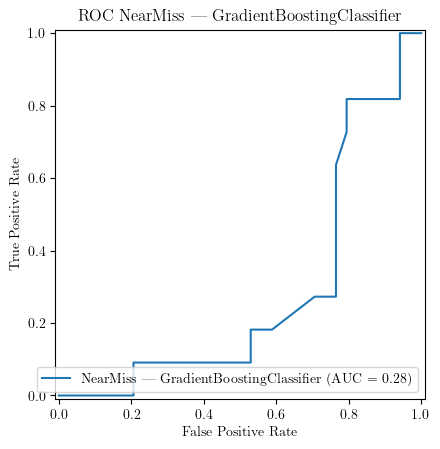 ROC NearMiss — GradientBoostingClassifier
1.0
0.8
0.6
0.4
0.2
0.0
True Positive Rate
NearMiss — GradientBoostingClassifier (AUC = 0.28)
0.0 0.2 0.4 0.6 0.8 1.0
False Positive Rate